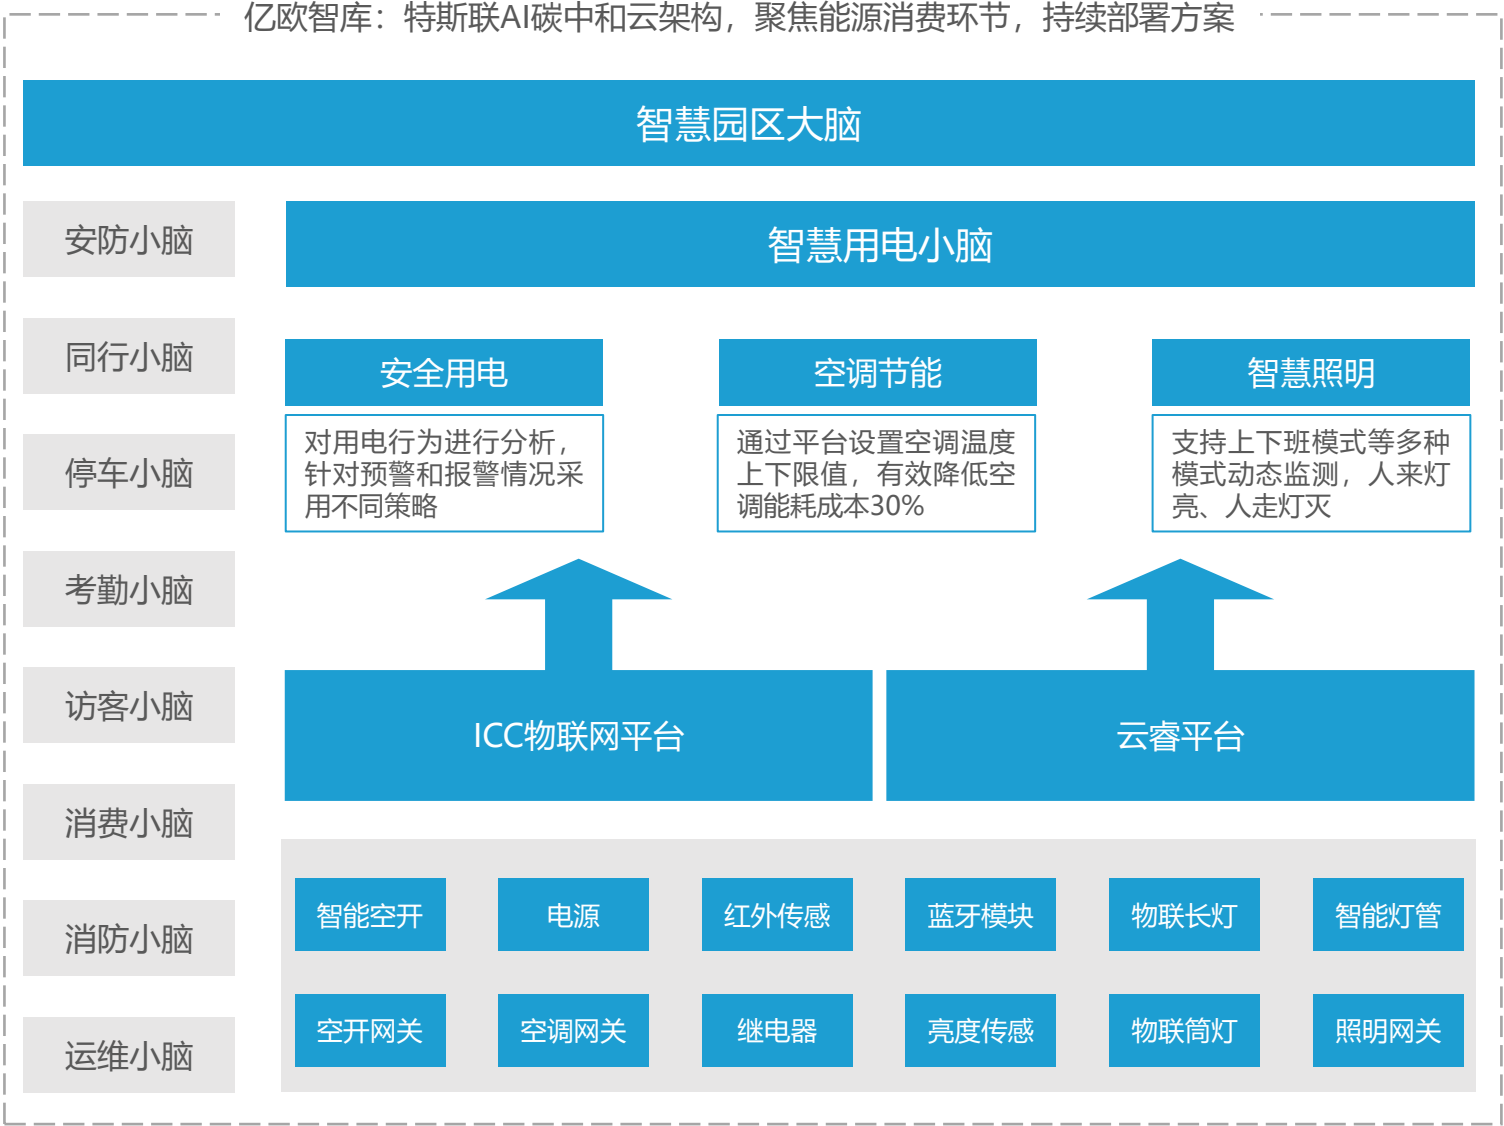 亿欧智库：特斯联AI碳中和云架构，聚焦能源消费环节，持续部署方案
智慧园区大脑
安防小脑
同行小脑
停车小脑
考勤小脑
访客小脑
消费小脑
消防小脑
运维小脑
智慧用电小脑
安全用电
对用电行为进行分析，
针对预警和报警情况采
用不同策略
空调节能
通过平台设置空调温度
上下限值，有效降低空
调能耗成本30%
智慧照明
支持上下班模式等多种
模式动态监测，人来灯
亮、人走灯灭
ICC物联网平台
云睿平台
智能空开
电源
红外传感
蓝牙模块
物联长灯
智能灯管
空开网关
空调网关
继电器
亮度传感
物联筒灯
照明网关